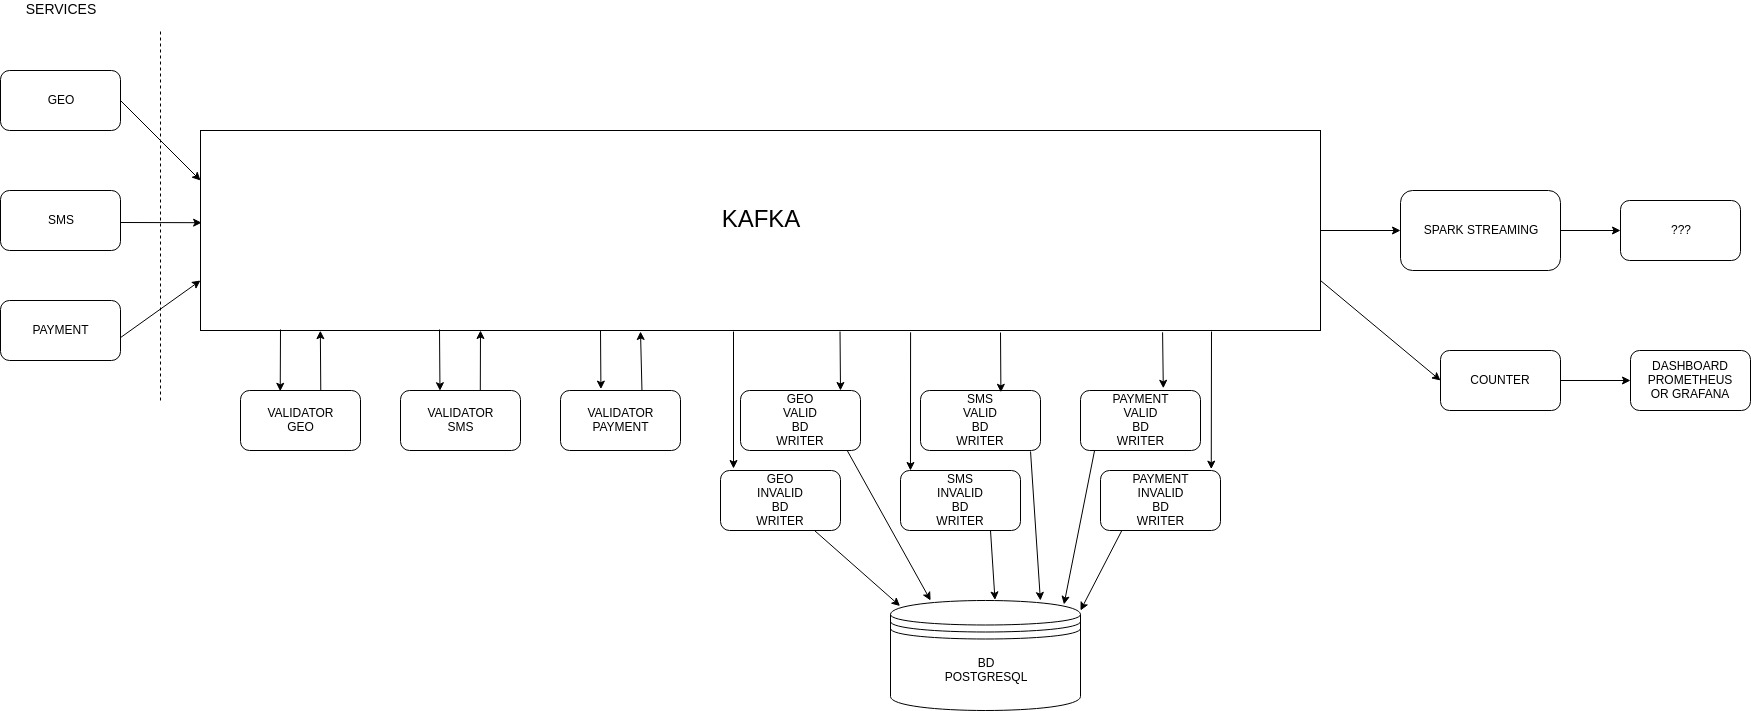 SERVICES
GEO
SMS
PAYMENT
KAFKA
SPARK STREAMING
???
COUNTER
DASHBOARD
PROMETHEUS
OR GRAFANA
VALIDATOR
GEO
VALIDATOR
SMS
VALIDATOR
PAYMENT
GEO
VALID
BD
WRITER
SMS
VALID
BD
WRITER
PAYMENT
VALID
BD
WRITER
GEO
INVALID
BD
WRITER
SMS
INVALID
BD
WRITER
PAYMENT
INVALID
BD
WRITER
BD
POSTGRESQL